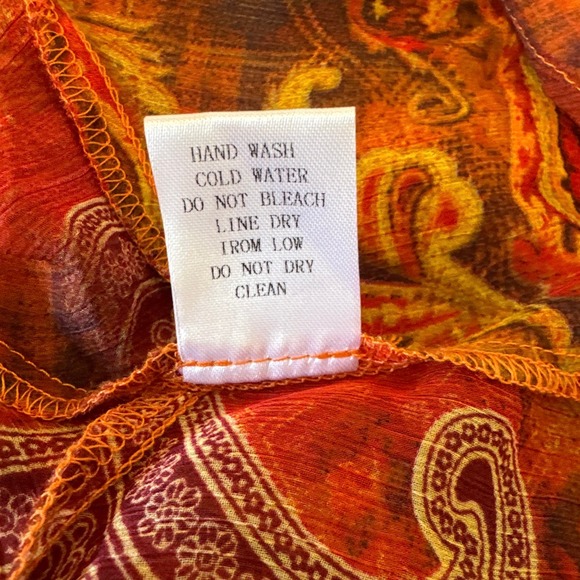 HAND WASH
COLD WATER
DO NOT BLEACH
LINE DRY
IROM LOW
DO NOT DRY
CLEAN